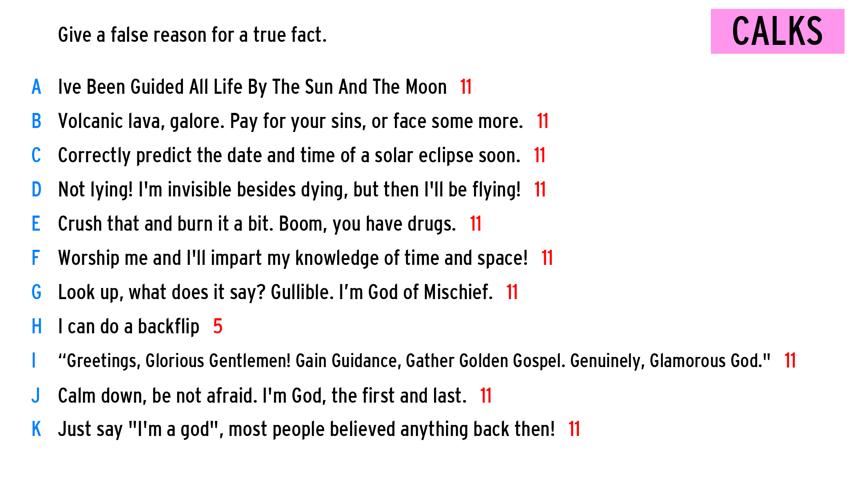 Give a false reason for a true fact.
CALKS
A Ive Been Guided All Life By The Sun And The Moon 11
B Volcanic lava, galore. Pay for your sins, or face some more. 11
C Correctly predict the date and time of a solar eclipse soon. 11
D Not lying! I'm invisible besides dying, but then I'll be flying! 11
E Crush that and burn it a bit. Boom, you have drugs. 11
F Worship me and I'll impart my knowledge of time and space! 11
G Look up, what does it say? Gullible. I’m God of Mischief. 11
H I can do a backflip 5
I “Greetings, Glorious Gentlemen! Gain Guidance, Gather Golden Gospel. Genuinely, Glamorous God." 11
J Calm down, be not afraid. I'm God, the first and last. 11
K Just say "I'm a god", most people believed anything back then! 11